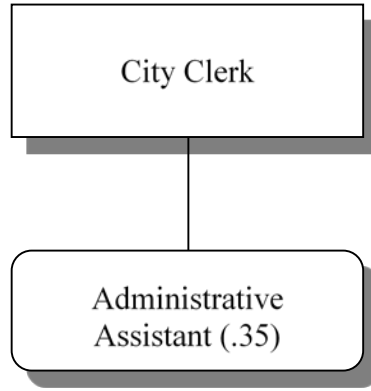 City Clerk
Administrative
Assistant (.35)